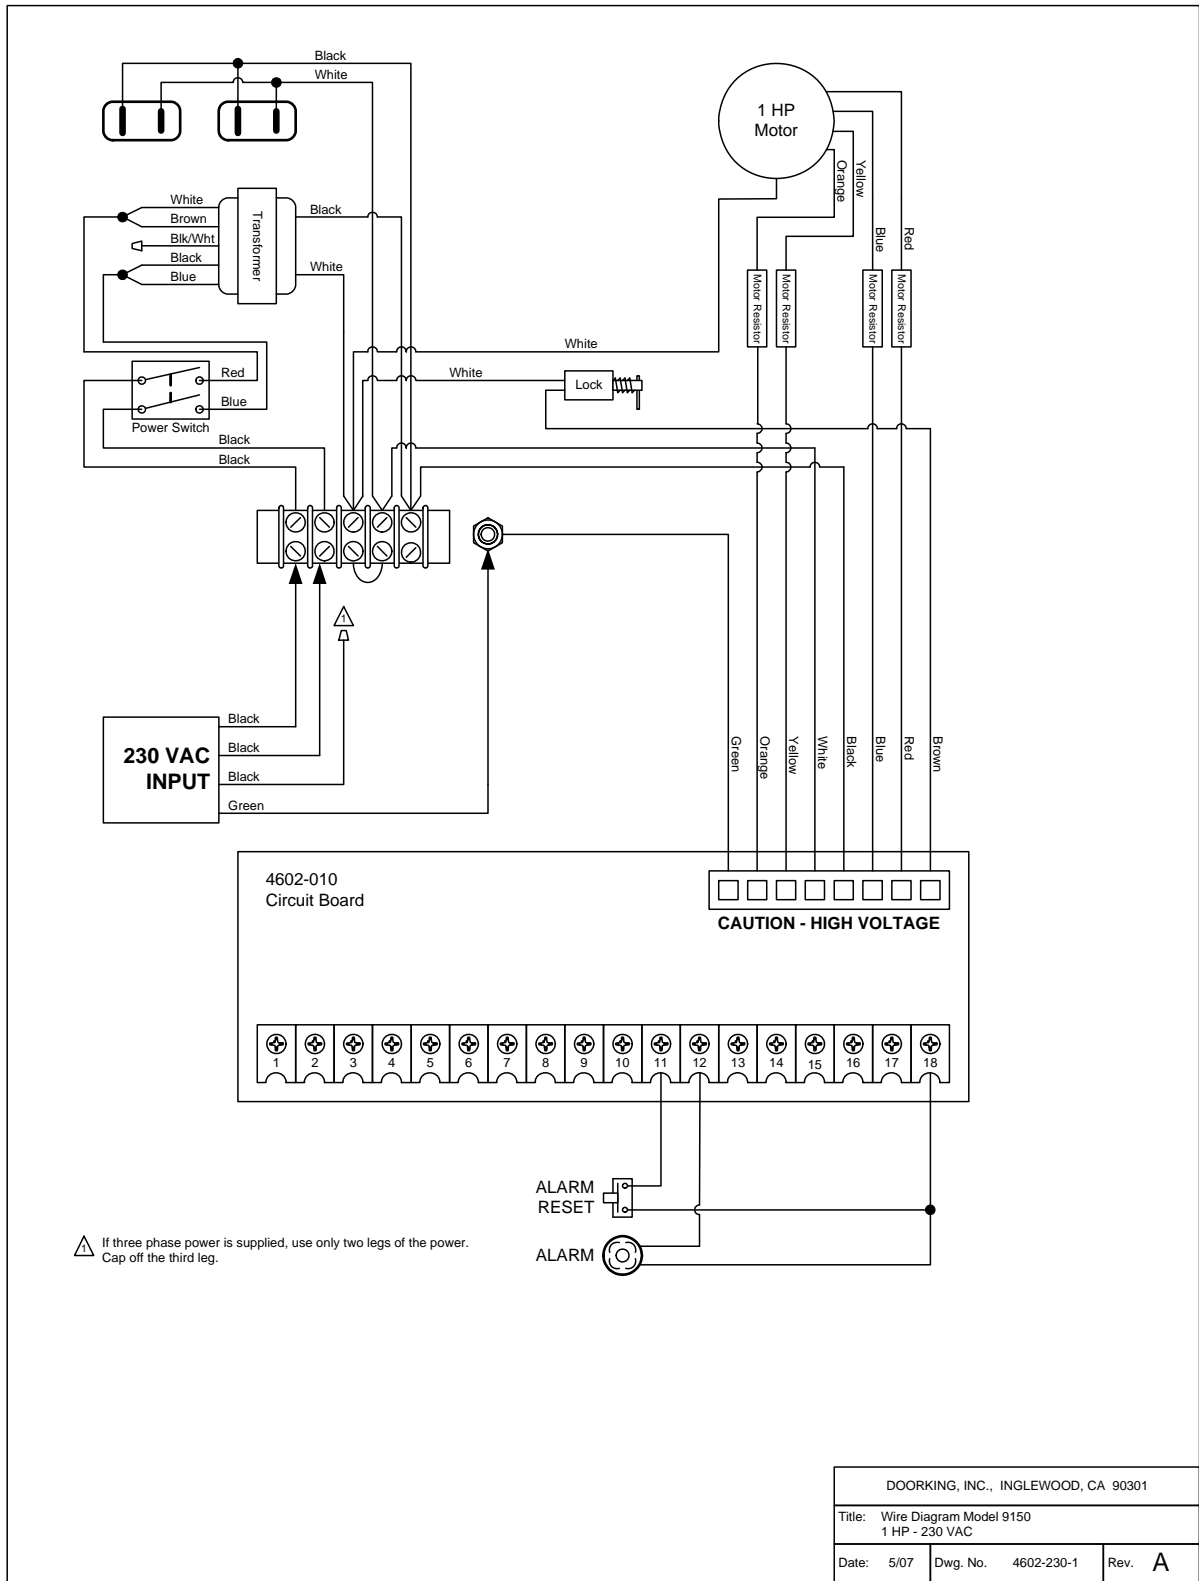 Black
White
1 HP
Motor
Orange
Yellow
Blue
Red
White
Brown
Blk/Wht
Black
Blue
Transformer
Black
White
Motor Resistor
Motor Resistor
Motor Resistor
Motor Resistor
White
White
Lock
Red
Blue
Power Switch
Black
Black
1
230 VAC
INPUT
Black
Black
Black
Green
Green
Orange
Yellow
White
Black
Blue
Red
Brown
4602-010
Circuit Board
CAUTION - HIGH VOLTAGE
1 2 3 4 5 6 7 8 9 10 11 12 13 14 15 16 17 18
ALARM
RESET
ALARM
1 If three phase power is supplied, use only two legs of the power.
Cap off the third leg.
DOORKING, INC., INGLEWOOD, CA 90301
Title: Wire Diagram Model 9150
1 HP - 230 VAC
Date: 5/07 Dwg. No. 4602-230-1 Rev. A